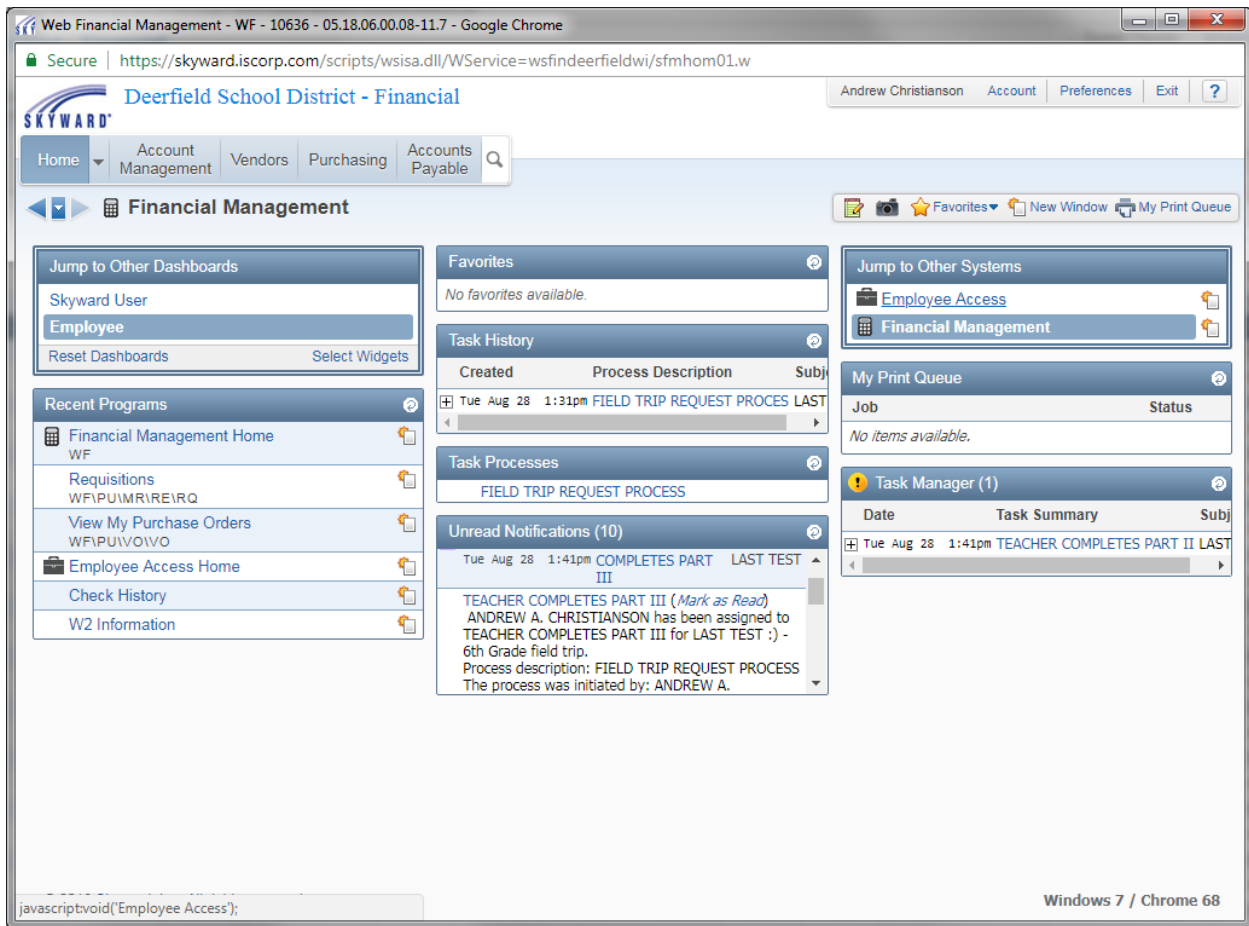 Web Financial Management - WF - 10636 - 05.18.06.00.08-11.7 - Google Chrome
Secure | https://skyward.iscorp.com/scripts/wsisa.dll/WService=wsfindeerfieldwi/sfmhom01.w
SKYWARD
Deerfield School District - Financial
Andrew Christianson Account Preferences Exit ?
Home
Account Management
Vendors
Purchasing
Accounts Payable
Financial Management
Favorites New Window My Print Queue
Jump to Other Dashboards
Skyward User
Employee
Reset Dashboards Select Widgets
Recent Programs
Financial Management Home
WF
Requisitions
WF\PU\MR\RE\RQ
View My Purchase Orders
WF\PU\VO\VO
Employee Access Home
Check History
W2 Information
Favorites
No favorites available.
Task History
Created Process Description Subj
Tue Aug 28 1:31pm FIELD TRIP REQUEST PROCES LAST
Task Processes
FIELD TRIP REQUEST PROCESS
Unread Notifications (10)
Tue Aug 28 1:41pm COMPLETES PART LAST TEST
III
TEACHER COMPLETES PART III (Mark as Read)
ANDREW A. CHRISTIANSON has been assigned to
TEACHER COMPLETES PART III for LAST TEST :) -
6th Grade field trip.
Process description: FIELD TRIP REQUEST PROCESS
The process was initiated by: ANDREW A.
Jump to Other Systems
Employee Access
Financial Management
My Print Queue
Job Status
No items available.
Task Manager (1)
Date Task Summary Subj
Tue Aug 28 1:41pm TEACHER COMPLETES PART II LAST
javascript:void('Employee Access');
Windows 7 / Chrome 68